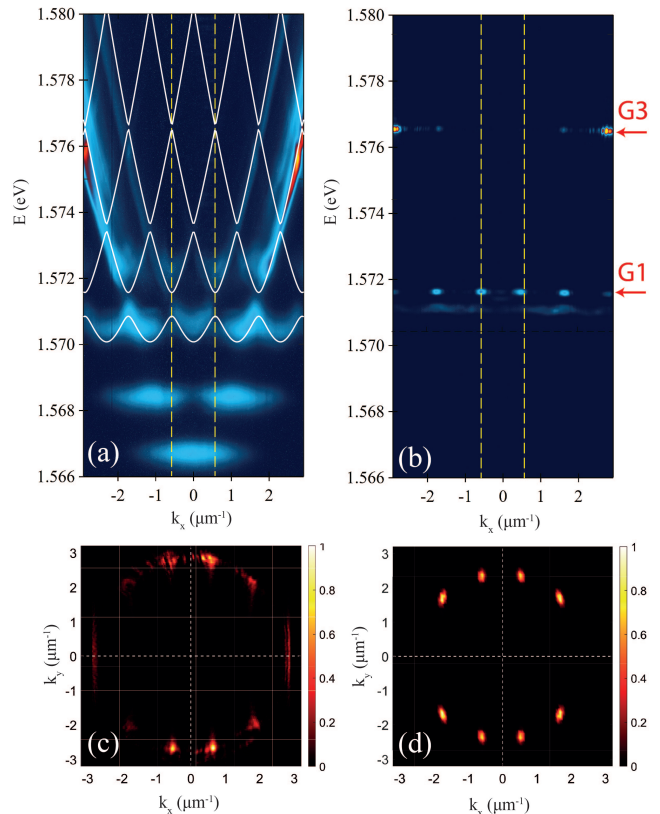 1.580
1.578
1.576
1.574
1.572
1.570
1.568
1.566
E (eV)
(a)
-2 -1 0 1 2
kₓ (μm⁻¹)
1.580
1.578
1.576
1.574
1.572
1.570
1.568
1.566
E (eV)
G3
G1
(b)
-2 -1 0 1 2
kₓ (μm⁻¹)
3
2
1
0
-1
-2
-3
k_y (μm⁻¹)
(c)
-3 -2 -1 0 1 2 3
kₓ (μm⁻¹)
1
0.8
0.6
0.4
0.2
0
3
2
1
0
-1
-2
-3
k_y (μm⁻¹)
(d)
-3 -2 -1 0 1 2 3
kₓ (μm⁻¹)
1
0.8
0.6
0.4
0.2
0